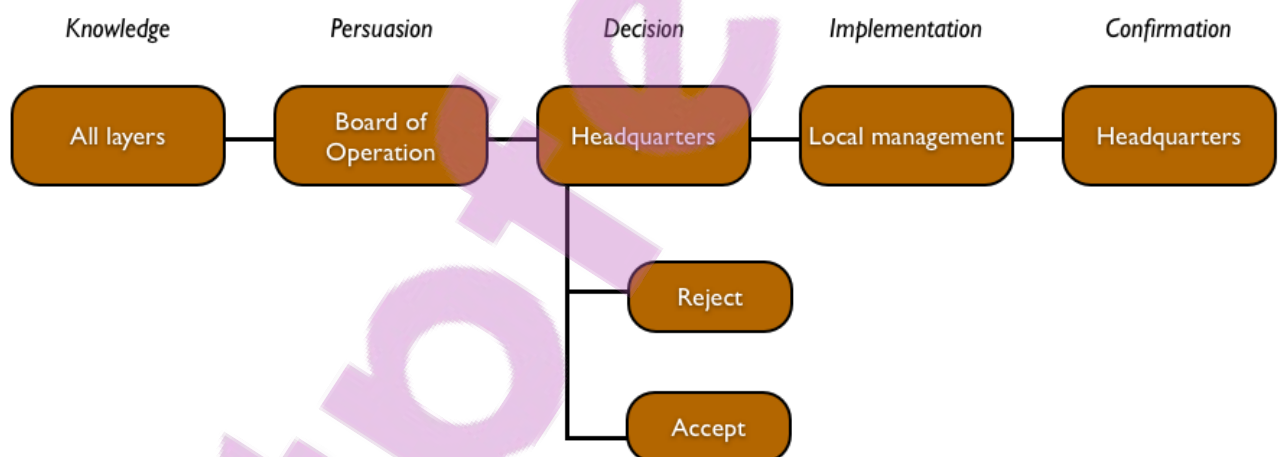 Knowledge Persuasion Decision Implementation Confirmation
All layers
Board of
Operation
Headquarters
Local management
Headquarters
Reject
Accept